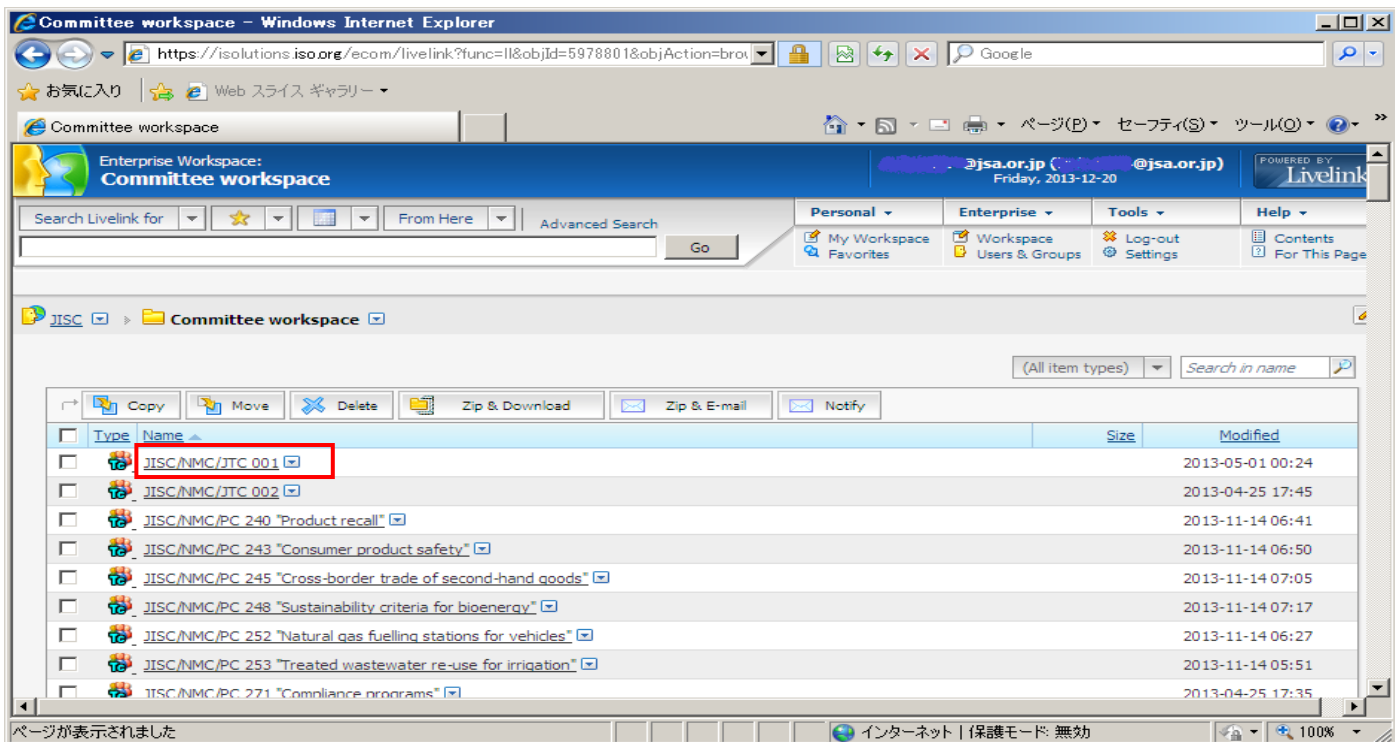 Committee workspace - Windows Internet Explorer
https://isolutions.iso.org/ecom/livelink?func=ll&objId=5978801&objAction=brow
Google
お気に入り Web スライス ギャラリー
Committee workspace ページ(P) セーフティ(S) ツール(O) »
Enterprise Workspace:
Committee workspace
@jsa.or.jp ( @jsa.or.jp)
Friday, 2013-12-20
POWERED BY
Livelink
Search Livelink for From Here Advanced Search
Go
Personal Enterprise Tools Help
My Workspace Workspace Log-out Contents
Favorites Users & Groups Settings For This Page
JISC Committee workspace
(All item types) Search in name
Copy Move Delete Zip & Download Zip & E-mail Notify
Type Name Size Modified
JISC/NMC/JTC 001 2013-05-01 00:24
JISC/NMC/JTC 002 2013-04-25 17:45
JISC/NMC/PC 240 "Product recall" 2013-11-14 06:41
JISC/NMC/PC 243 "Consumer product safety" 2013-11-14 06:50
JISC/NMC/PC 245 "Cross-border trade of second-hand goods" 2013-11-14 07:05
JISC/NMC/PC 248 "Sustainability criteria for bioenergy" 2013-11-14 07:17
JISC/NMC/PC 252 "Natural gas fuelling stations for vehicles" 2013-11-14 06:27
JISC/NMC/PC 253 "Treated wastewater re-use for irrigation" 2013-11-14 05:51
JISC/NMC/PC 271 "Compliance programs" 2013-04-25 17:35
ページが表示されました インターネット | 保護モード: 無効 100%